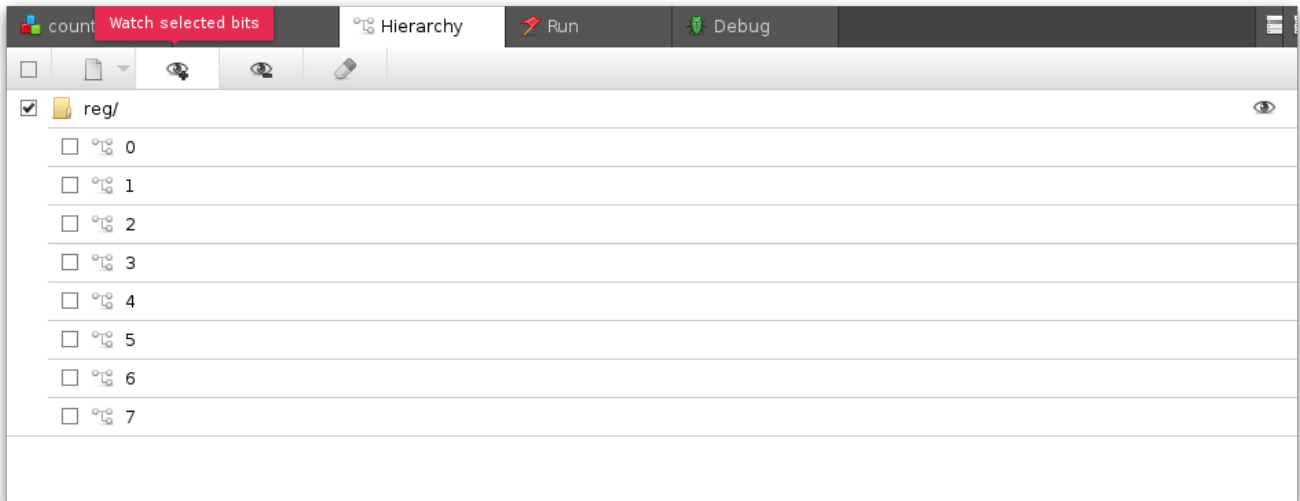 count
Watch selected bits
Hierarchy
Run
Debug
reg/
0
1
2
3
4
5
6
7